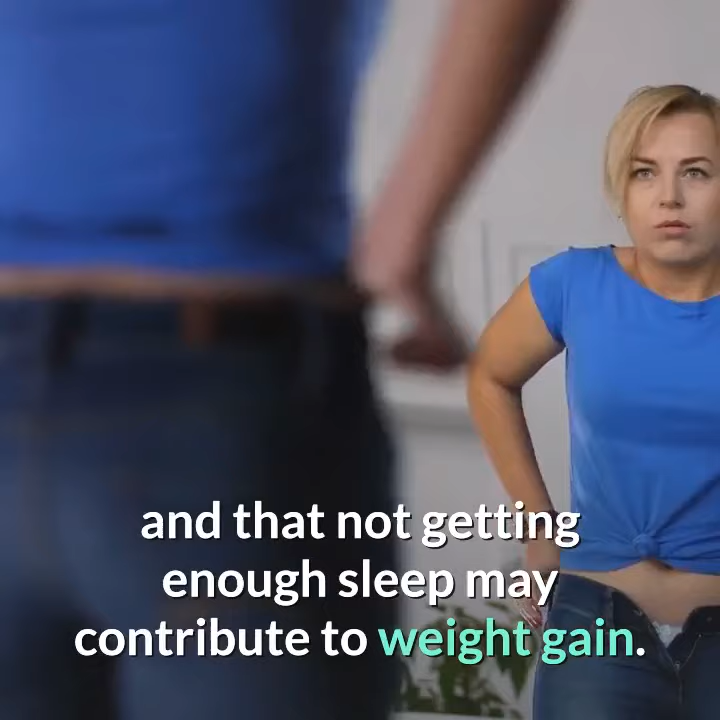 and that not getting
enough sleep may
contribute to weight gain.